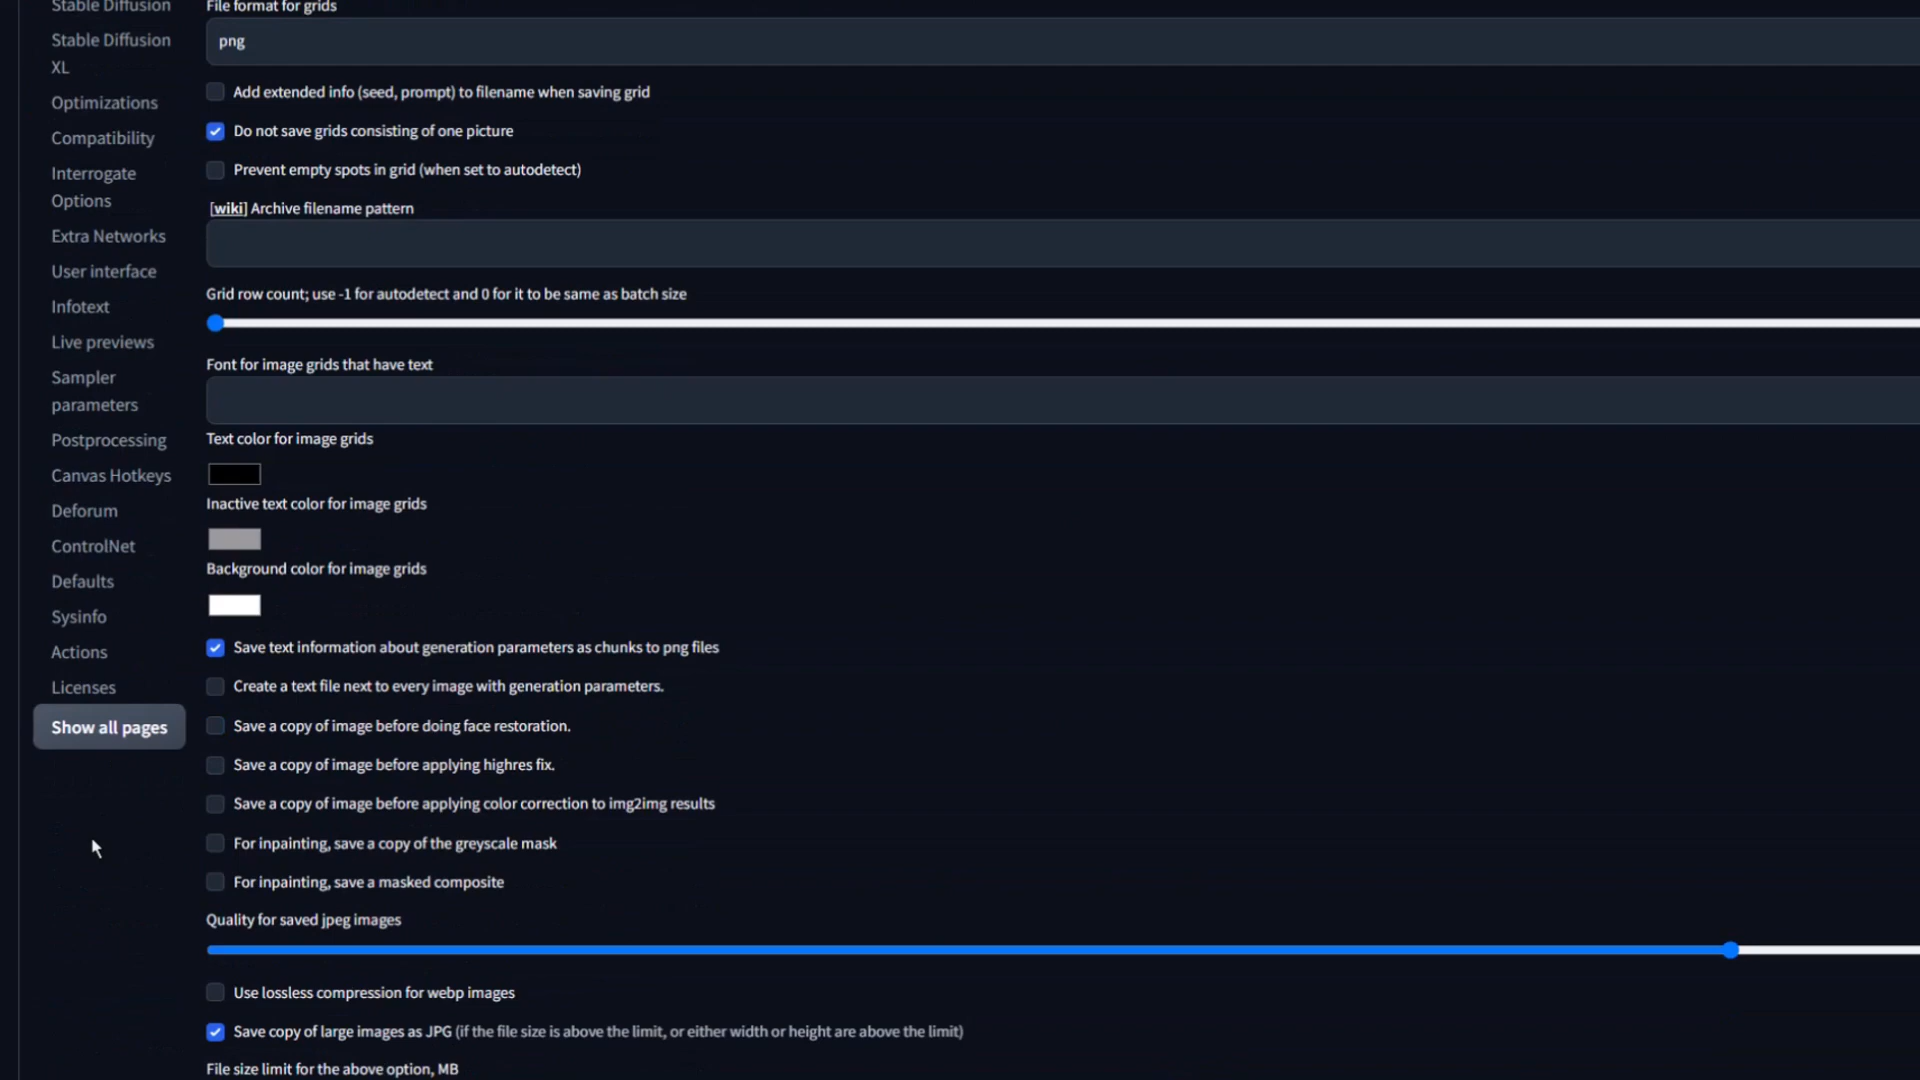 Stable Diffusion
Stable Diffusion
XL
Optimizations
Compatibility
Interrogate
Options
Extra Networks
User interface
Infotext
Live previews
Sampler
parameters
Postprocessing
Canvas Hotkeys
Deforum
ControlNet
Defaults
Sysinfo
Actions
Licenses
Show all pages
File format for grids
png
Add extended info (seed, prompt) to filename when saving grid
Do not save grids consisting of one picture
Prevent empty spots in grid (when set to autodetect)
[wiki] Archive filename pattern
Grid row count; use -1 for autodetect and 0 for it to be same as batch size
Font for image grids that have text
Text color for image grids
Inactive text color for image grids
Background color for image grids
Save text information about generation parameters as chunks to png files
Create a text file next to every image with generation parameters.
Save a copy of image before doing face restoration.
Save a copy of image before applying highres fix.
Save a copy of image before applying color correction to img2img results
For inpainting, save a copy of the greyscale mask
For inpainting, save a masked composite
Quality for saved jpeg images
Use lossless compression for webp images
Save copy of large images as JPG (if the file size is above the limit, or either width or height are above the limit)
File size limit for the above option, MB